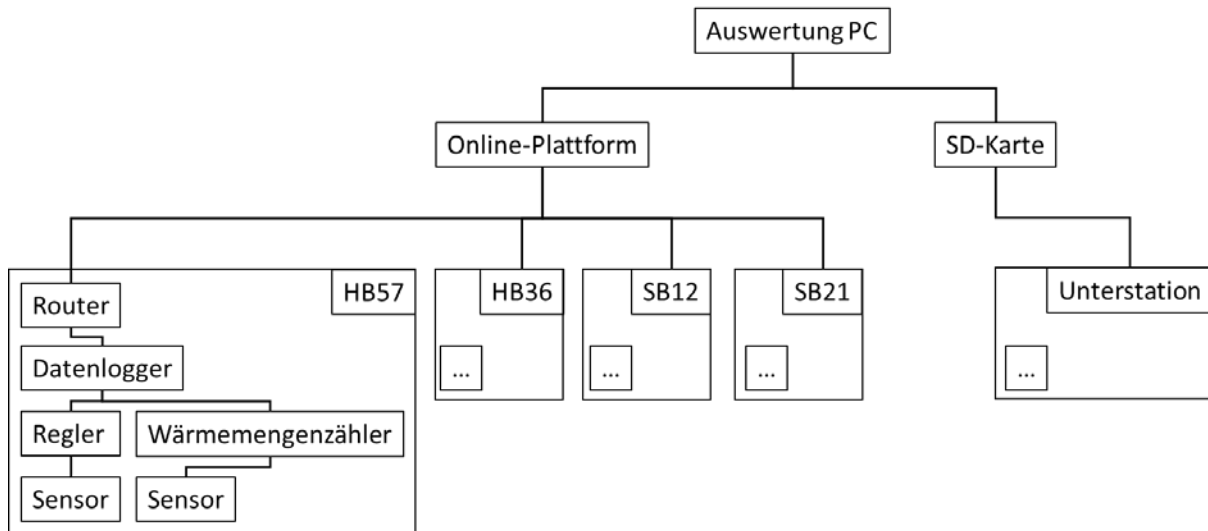 Auswertung PC
Online-Plattform
SD-Karte
HB57
Router
Datenlogger
Regler
Wärmemengenzähler
Sensor
Sensor
HB36
...
SB12
...
SB21
...
Unterstation
...